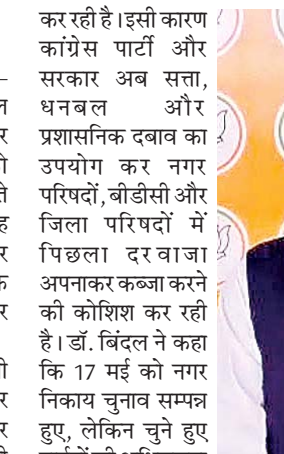 कर रही है। इसी कारण
कांग्रेस पार्टी और
सरकार अब सत्ता,
धनबल और
प्रशासनिक दबाव का
उपयोग कर नगर
परिषदों, बीडीसी और
जिला परिषदों में
पिछला दरवाजा
अपनाकर कब्जा करने
की कोशिश कर रही
है। डॉ. बिंदल ने कहा
कि 17 मई को नगर
निकाय चुनाव सम्पन्न
हुए, लेकिन चुने हुए